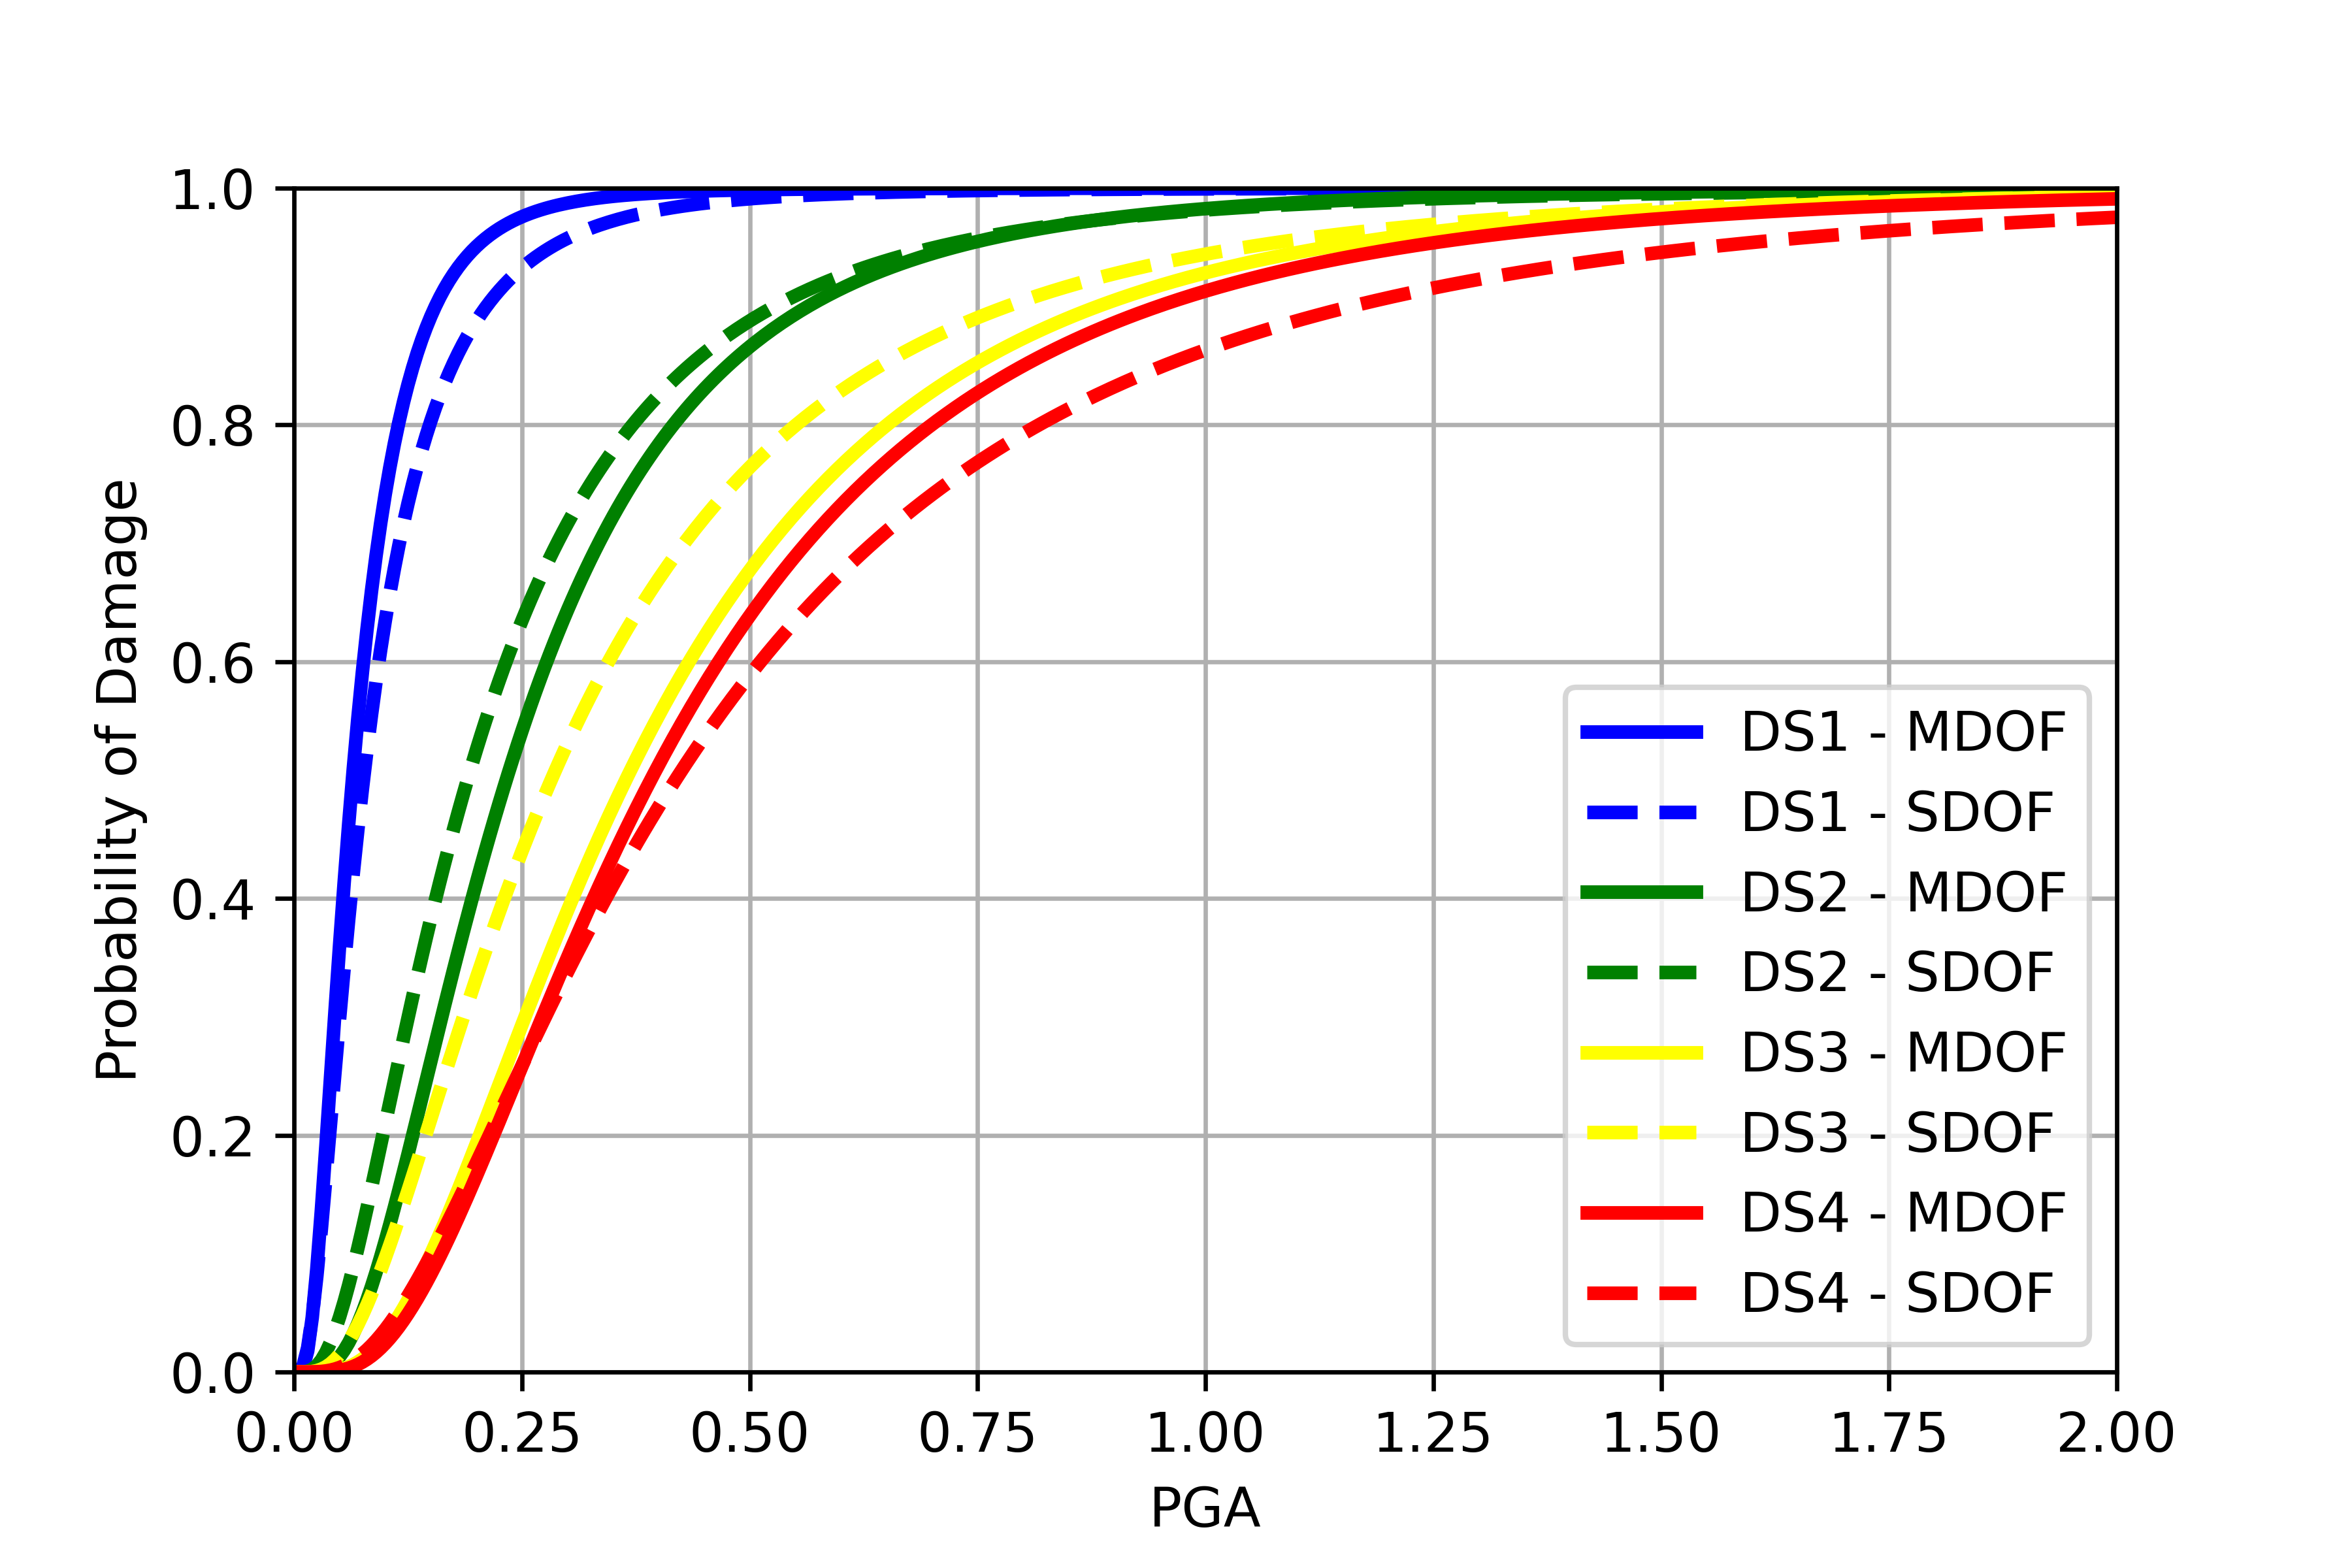 1.0
0.8
0.6
0.4
0.2
0.0
Probability of Damage
0.00 0.25 0.50 0.75 1.00 1.25 1.50 1.75 2.00
PGA
DS1 - MDOF
DS1 - SDOF
DS2 - MDOF
DS2 - SDOF
DS3 - MDOF
DS3 - SDOF
DS4 - MDOF
DS4 - SDOF